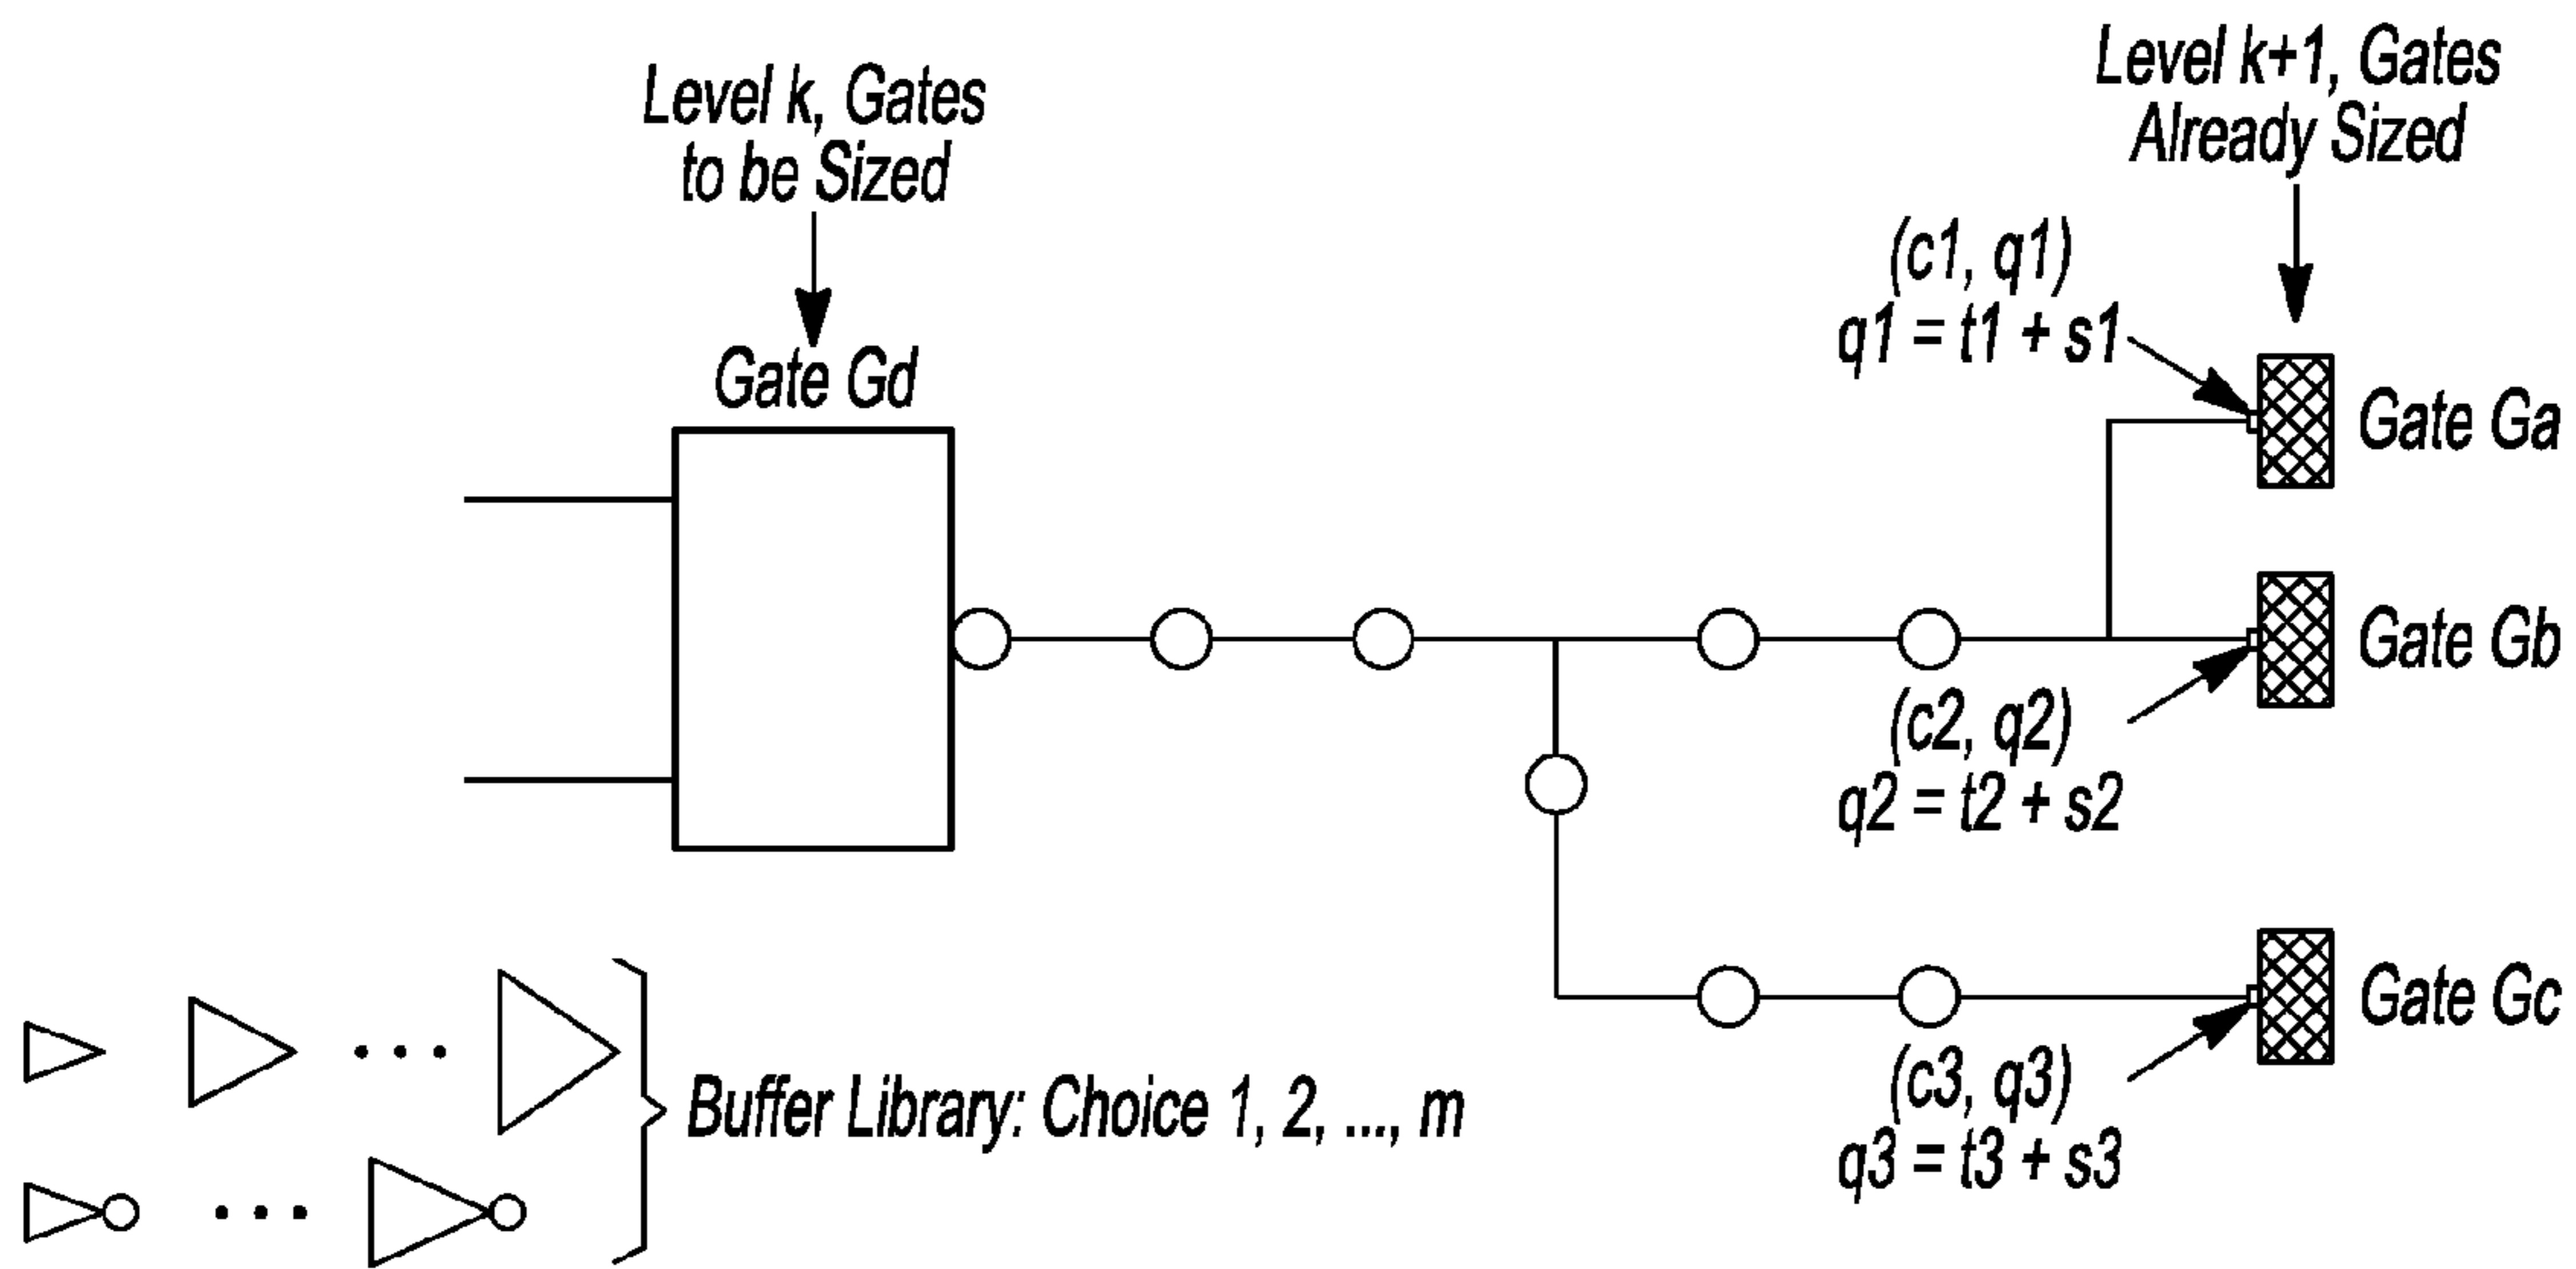 Level k, Gates
to be Sized
Level k+1, Gates
Already Sized
Gate Gd
(c1, q1)
q1 = t1 + s1
Gate Ga
Gate Gb
(c2, q2)
q2 = t2 + s2
Gate Gc
(c3, q3)
q3 = t3 + s3
Buffer Library: Choice 1, 2, ..., m